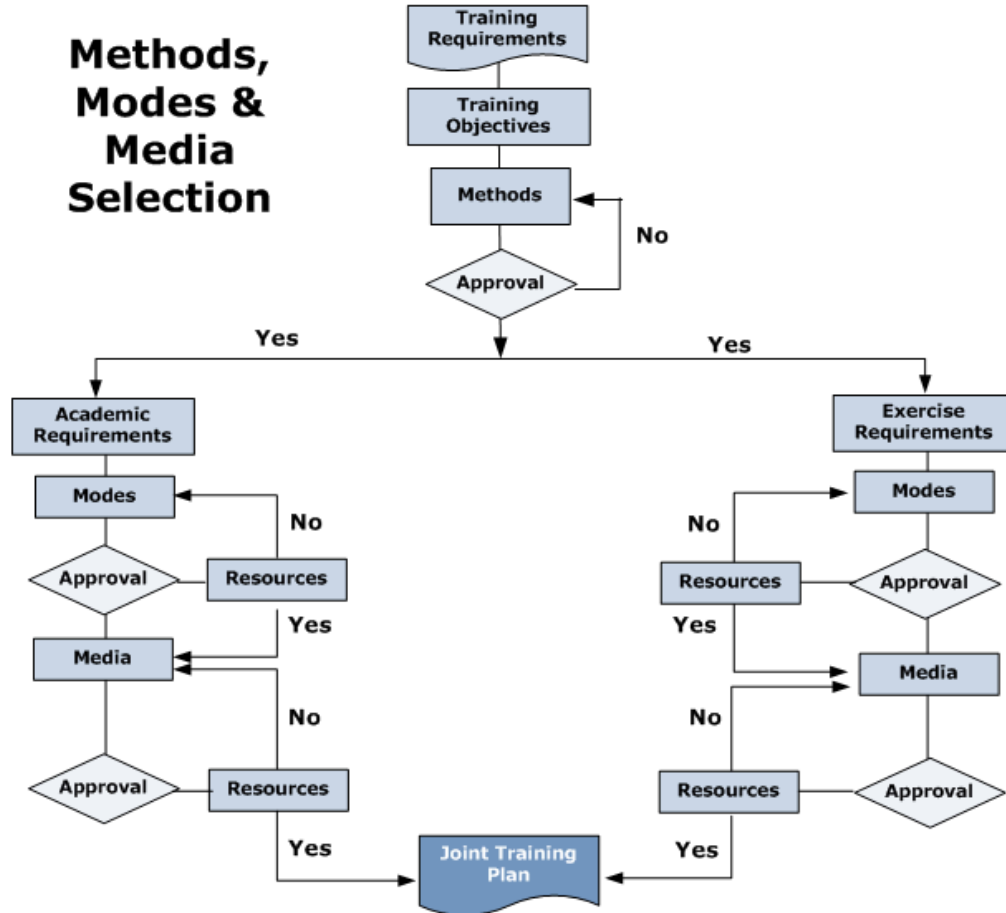 Methods,
Modes &
Media
Selection
Training
Requirements
Training
Objectives
Methods
No
Approval
Yes
Yes
Academic
Requirements
Exercise
Requirements
Modes
Modes
No
No
Approval
Resources
Resources
Approval
Yes
Yes
Media
Media
No
No
Approval
Resources
Resources
Approval
Yes
Joint Training
Plan
Yes